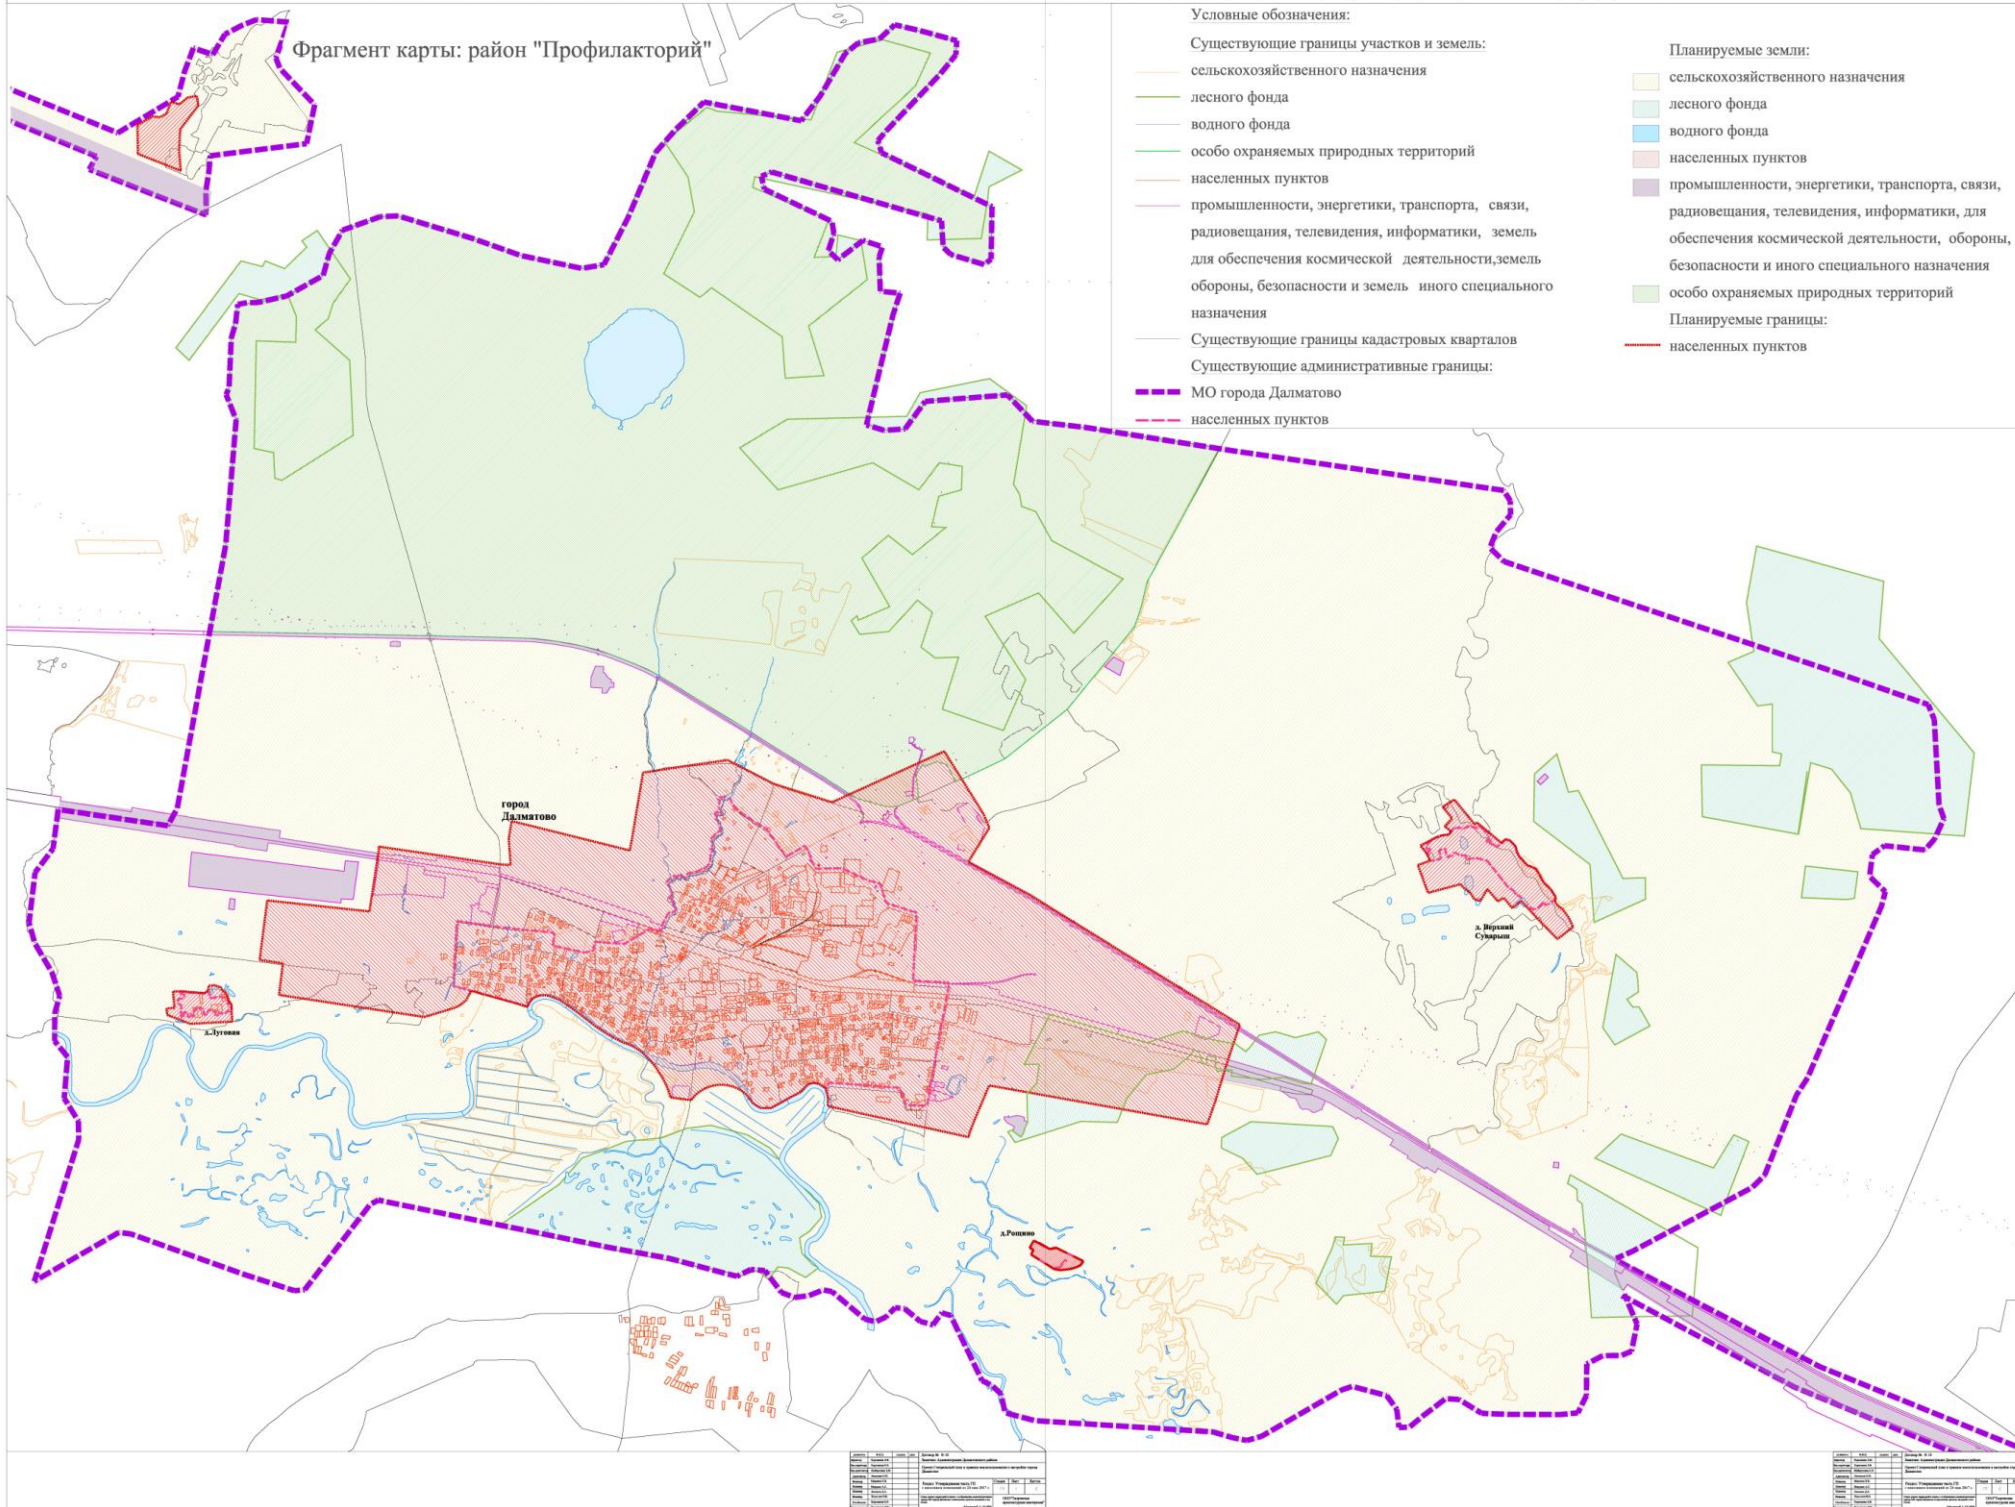 Фрагмент карты: район "Профилакторий"
Условные обозначения:
Существующие границы участков и земель:
сельскохозяйственного назначения
лесного фонда
водного фонда
особо охраняемых природных территорий
населенных пунктов
промышленности, энергетики, транспорта, связи,
радиовещания, телевидения, информатики, земель
для обеспечения космической деятельности,земель
обороны, безопасности и земель иного специального
назначения
Существующие границы кадастровых кварталов
Существующие административные границы:
МО города Далматово
населенных пунктов
Планируемые земли:
сельскохозяйственного назначения
лесного фонда
водного фонда
населенных пунктов
промышленности, энергетики, транспорта, связи,
радиовещания, телевидения, информатики, для
обеспечения космической деятельности, обороны,
безопасности и иного специального назначения
особо охраняемых природных территорий
Планируемые границы:
населенных пунктов
город
Далматово
д. Верхний
Суварыш
д.Луговая
д.Рощино